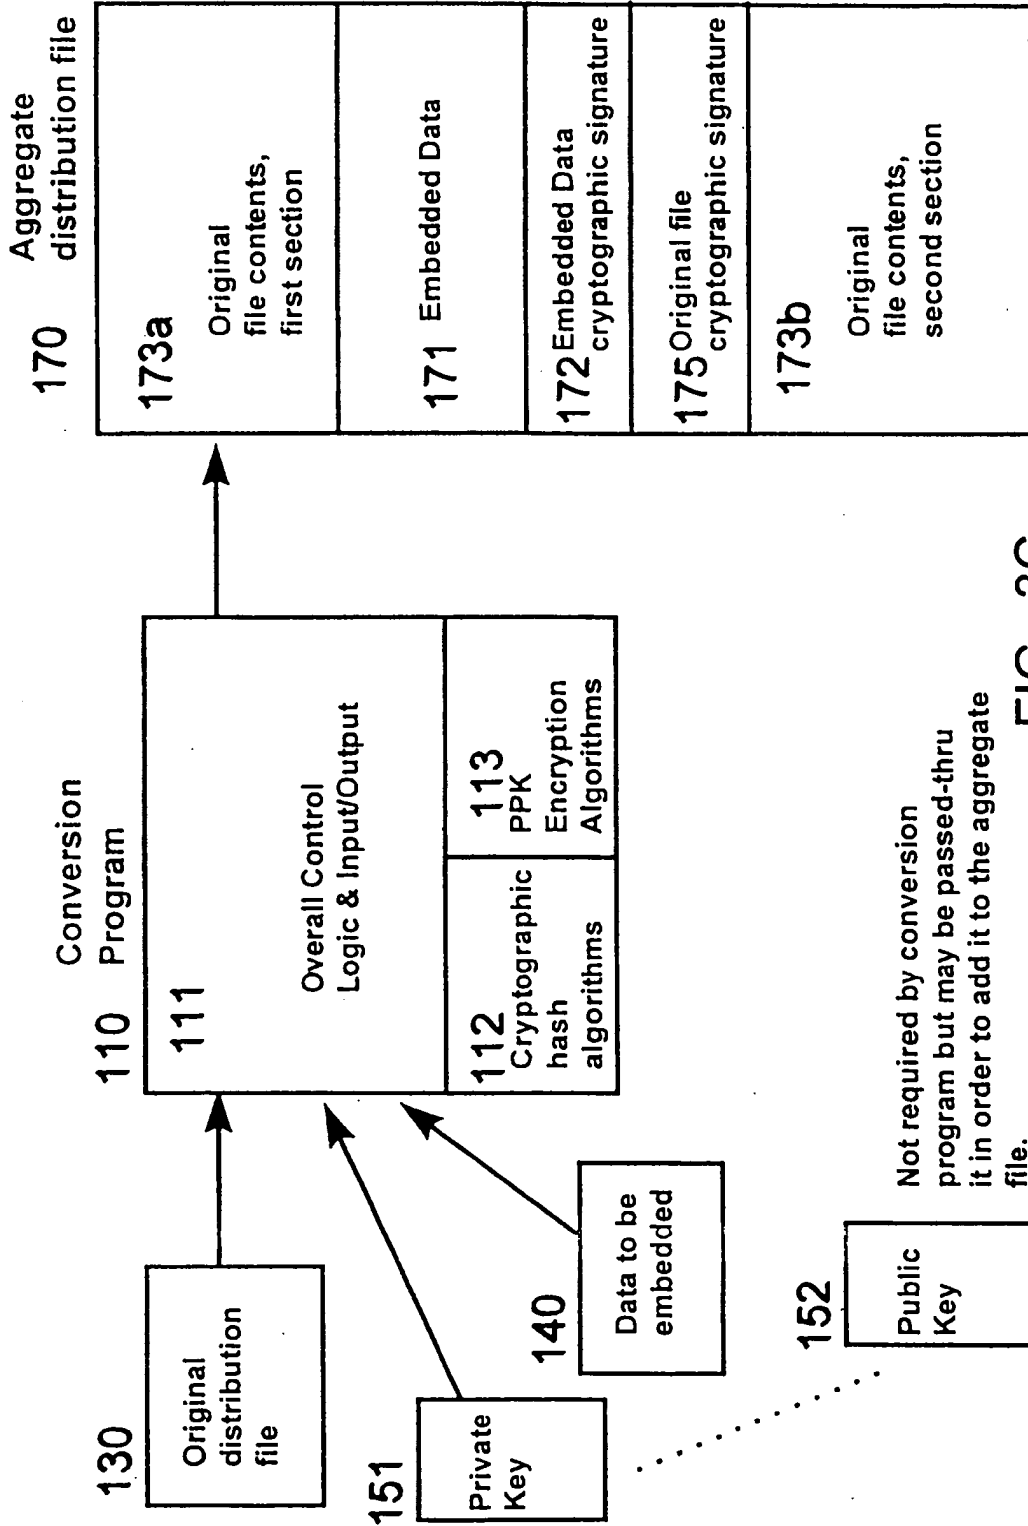 130
Original
distribution
file
151
Private
Key
140
Data to be
embedded
152
Public
Key
Not required by conversion
program but may be passed-thru
it in order to add it to the aggregate
file.
110
Conversion
Program
111
Overall Control
Logic & Input/Output
112
Cryptographic
hash
algorithms
113
PPK
Encryption
Algorithms
170
Aggregate
distribution file
173a
Original
file contents,
first section
171 Embedded Data
172 Embedded Data
cryptographic signature
175 Original file
cryptographic signature
173b
Original
file contents,
second section